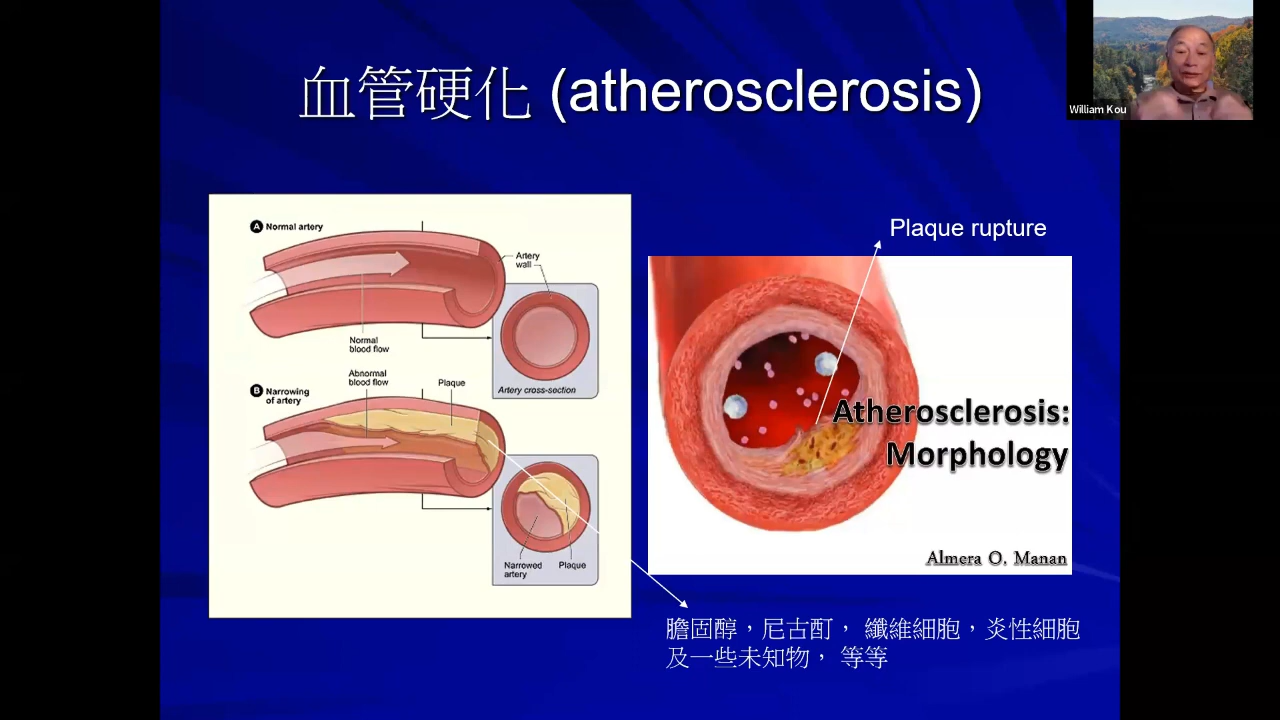 血管硬化 (atherosclerosis)
William Kou
A Normal artery
Artery
wall
Normal
blood flow
Artery cross-section
B Narrowing
of artery
Abnormal
blood flow
Plaque
Narrowed
artery
Plaque
Plaque rupture
Atherosclerosis:
Morphology
Almera O. Manan
膽固醇，尼古酊， 纖維細胞，炎性細胞
及一些未知物， 等等